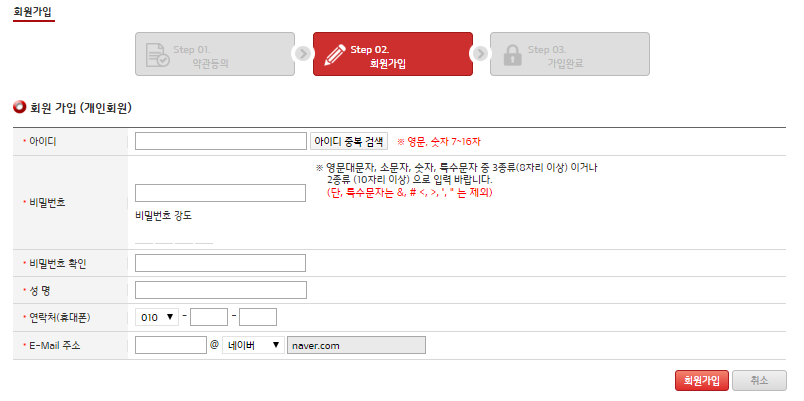 회원가입
Step 01.
약관동의
Step 02.
회원가입
Step 03.
가입완료
회원 가입 (개인회원)
* 아이디 아이디 중복 검색 ※ 영문, 숫자 7~16자
* 비밀번호
※ 영문대문자, 소문자, 숫자, 특수문자 중 3종류(8자리 이상) 이거나
2종류 (10자리 이상) 으로 입력 바랍니다.
(단, 특수문자는 &, # <, >, ', " 는 제외)
비밀번호 강도
* 비밀번호 확인
* 성 명
* 연락처(휴대폰) 010 ▼ - -
* E-Mail 주소 @ 네이버 ▼ naver.com
회원가입 취소